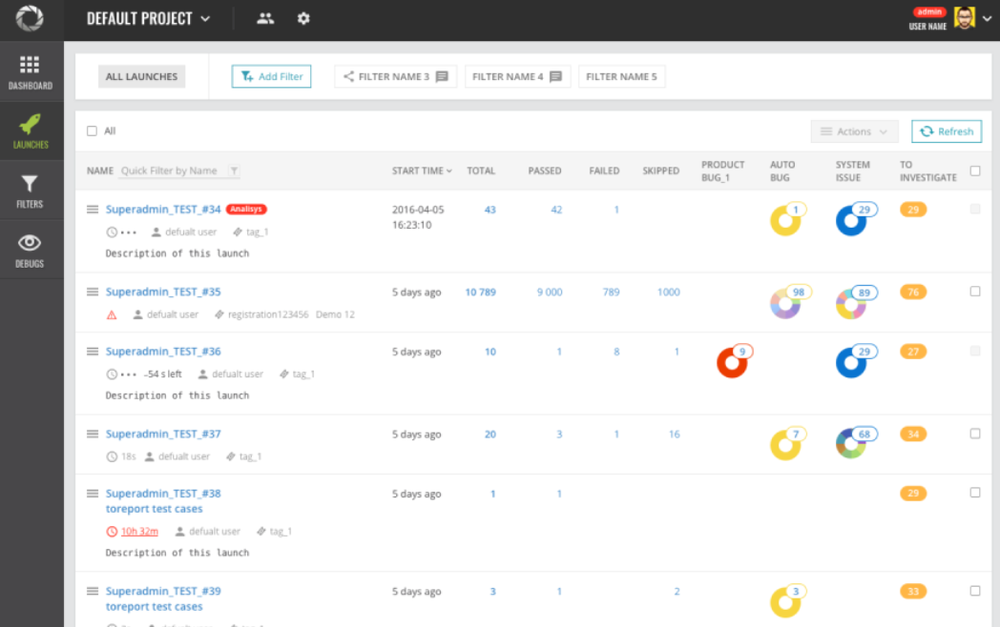 DEFAULT PROJECT
admin
USER NAME
DASHBOARD
LAUNCHES
FILTERS
DEBUGS
ALL LAUNCHES Add Filter FILTER NAME 3 FILTER NAME 4 FILTER NAME 5
All Actions Refresh
NAME Quick Filter by Name START TIME TOTAL PASSED FAILED SKIPPED PRODUCT BUG_1 AUTO BUG SYSTEM ISSUE TO INVESTIGATE
Superadmin_TEST_#34 Analisys 2016-04-05 43 42 1 1 29 29
16:23:10
defualt user tag_1
Description of this launch
Superadmin_TEST_#35 5 days ago 10 789 9 000 789 1000 98 89 76
defualt user registration123456 Demo 12
Superadmin_TEST_#36 5 days ago 10 1 8 1 9 29 27
~54 s left defualt user tag_1
Description of this launch
Superadmin_TEST_#37 5 days ago 20 3 1 16 7 68 34
18s defualt user tag_1
Superadmin_TEST_#38 5 days ago 1 1 29
toreport test cases
10h 32m defualt user tag_1
Description of this launch
Superadmin_TEST_#39 5 days ago 3 1 2 3 33
toreport test cases